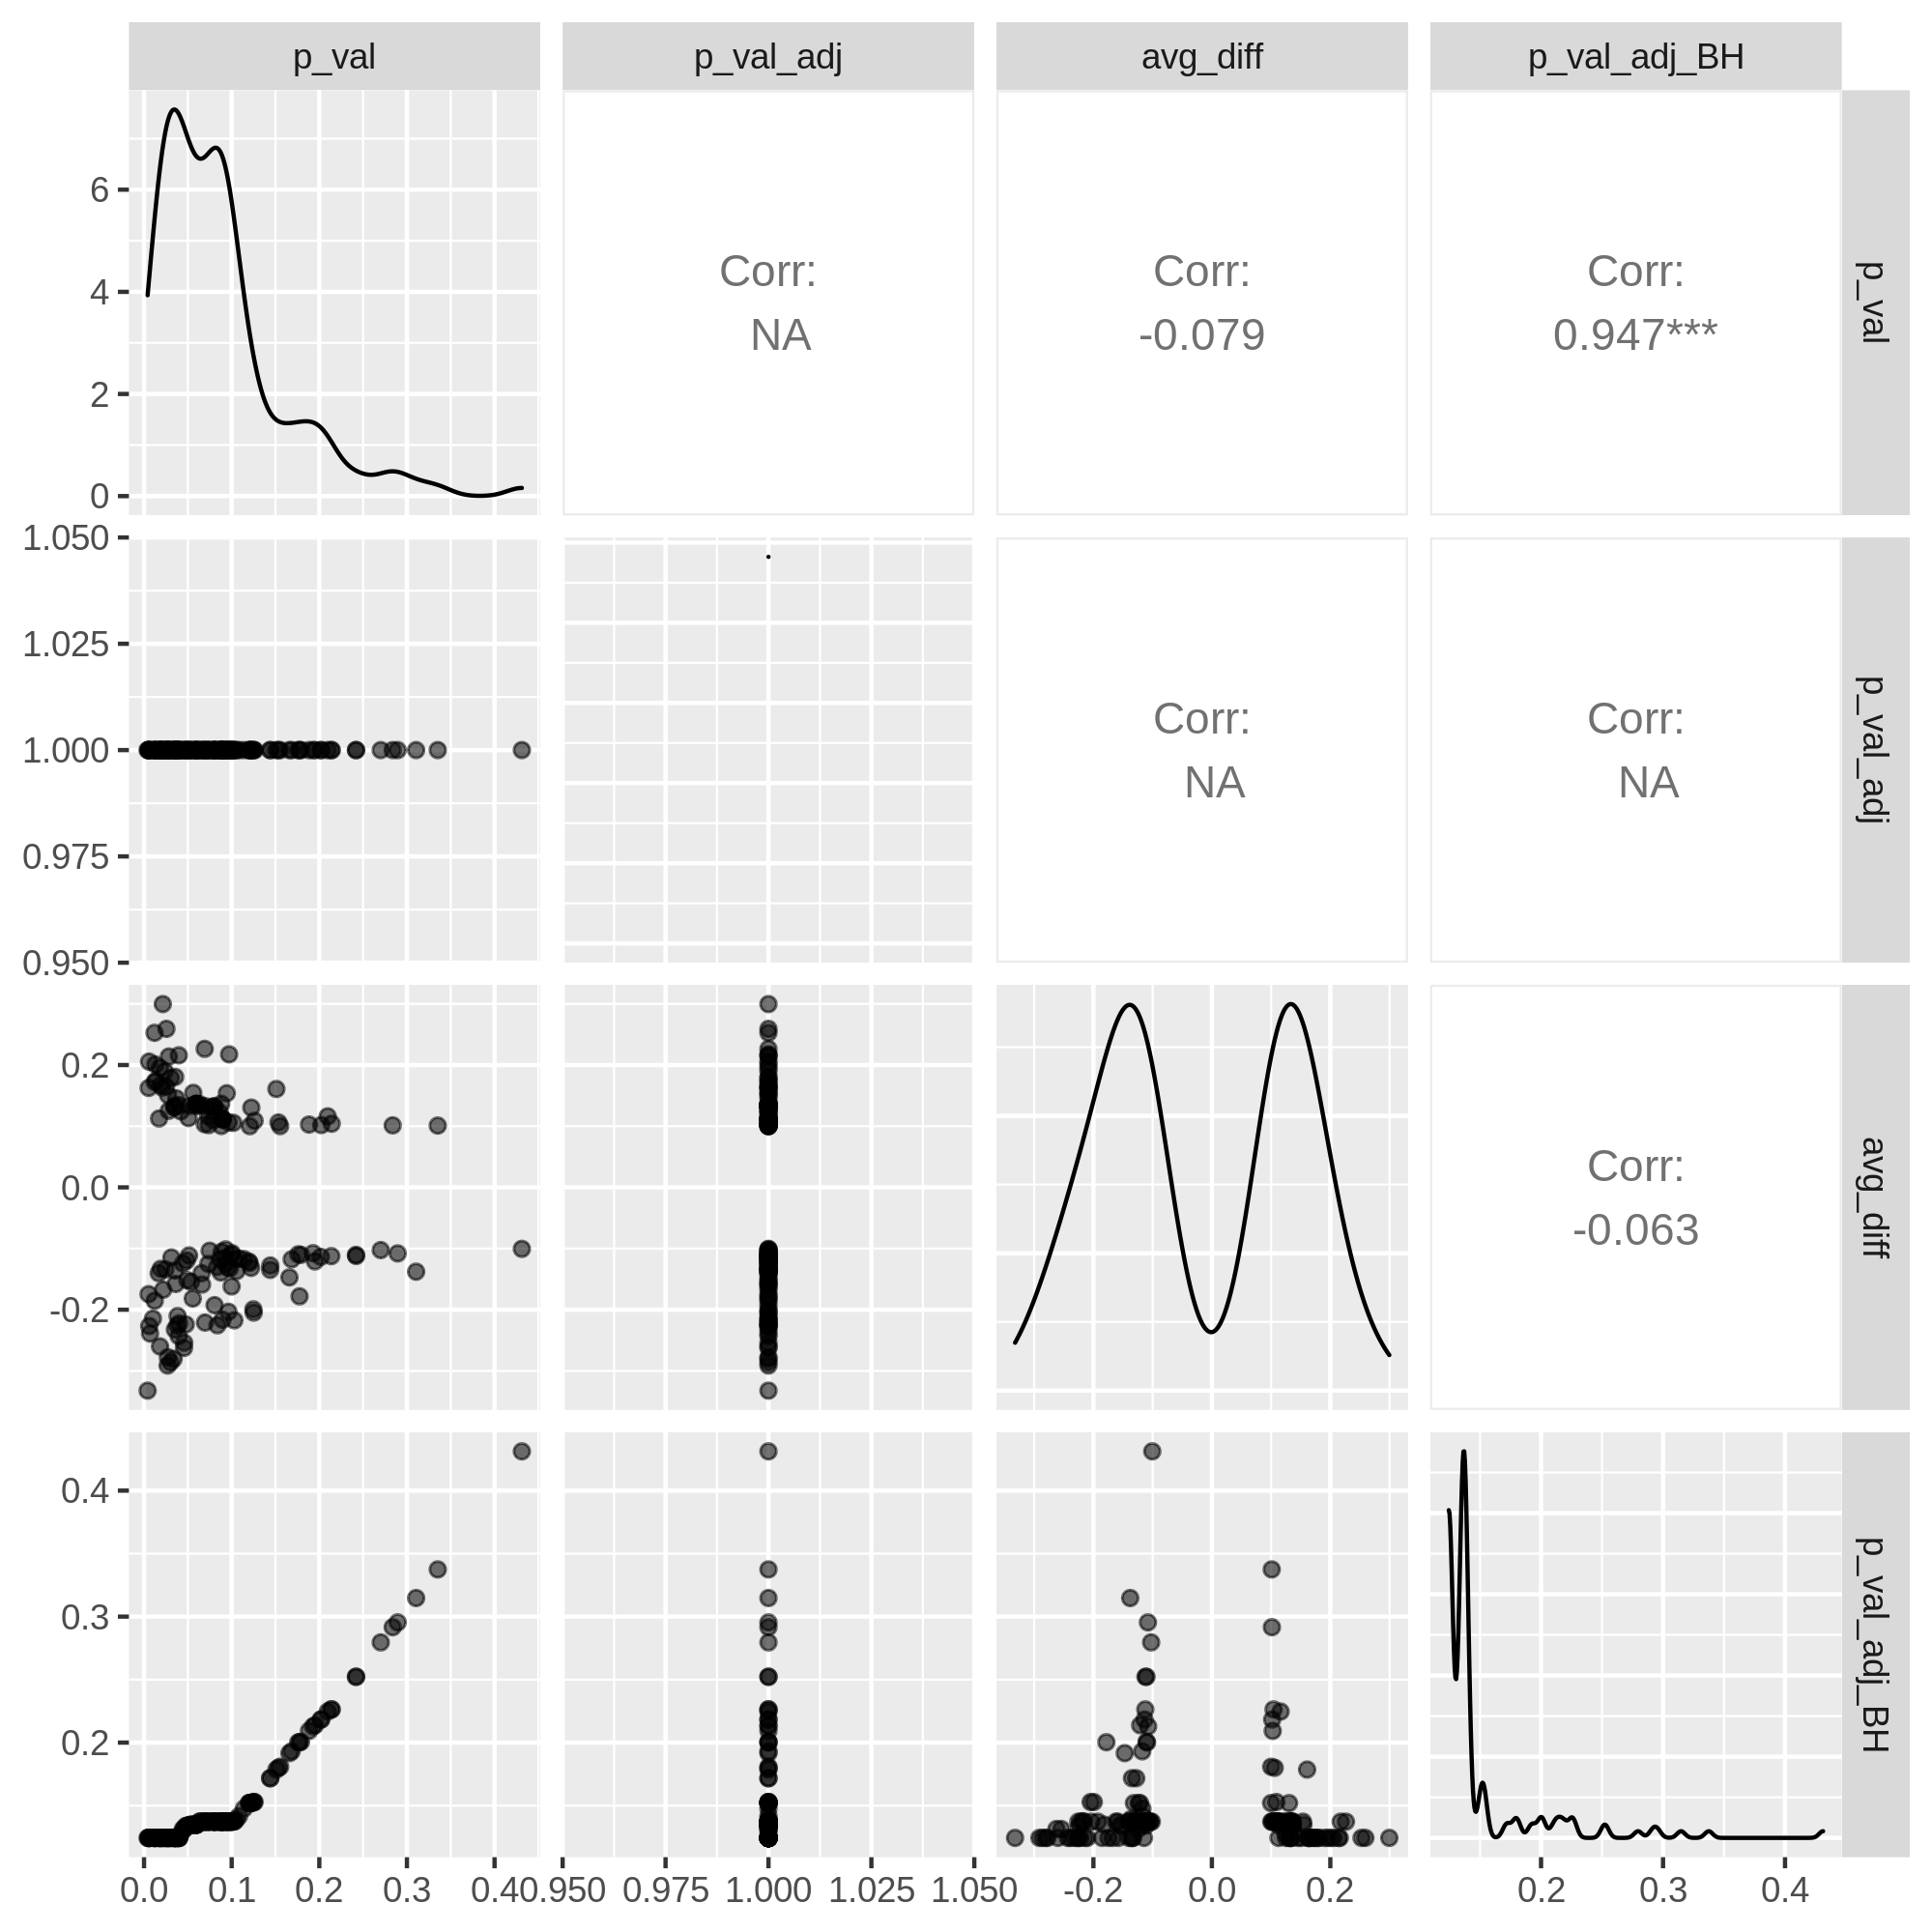 p_val
p_val_adj
avg_diff
p_val_adj_BH
6
4
2
0
Corr:
NA
Corr:
-0.079
Corr:
0.947***
p_val
1.050
1.025
1.000
0.975
0.950
Corr:
NA
Corr:
NA
p_val_adj
0.2
0.0
-0.2
Corr:
-0.063
avg_diff
0.4
0.3
0.2
p_val_adj_BH
0.0 0.1 0.2 0.3 0.4
0.950 0.975 1.000 1.025 1.050
-0.2 0.0 0.2
0.2 0.3 0.4